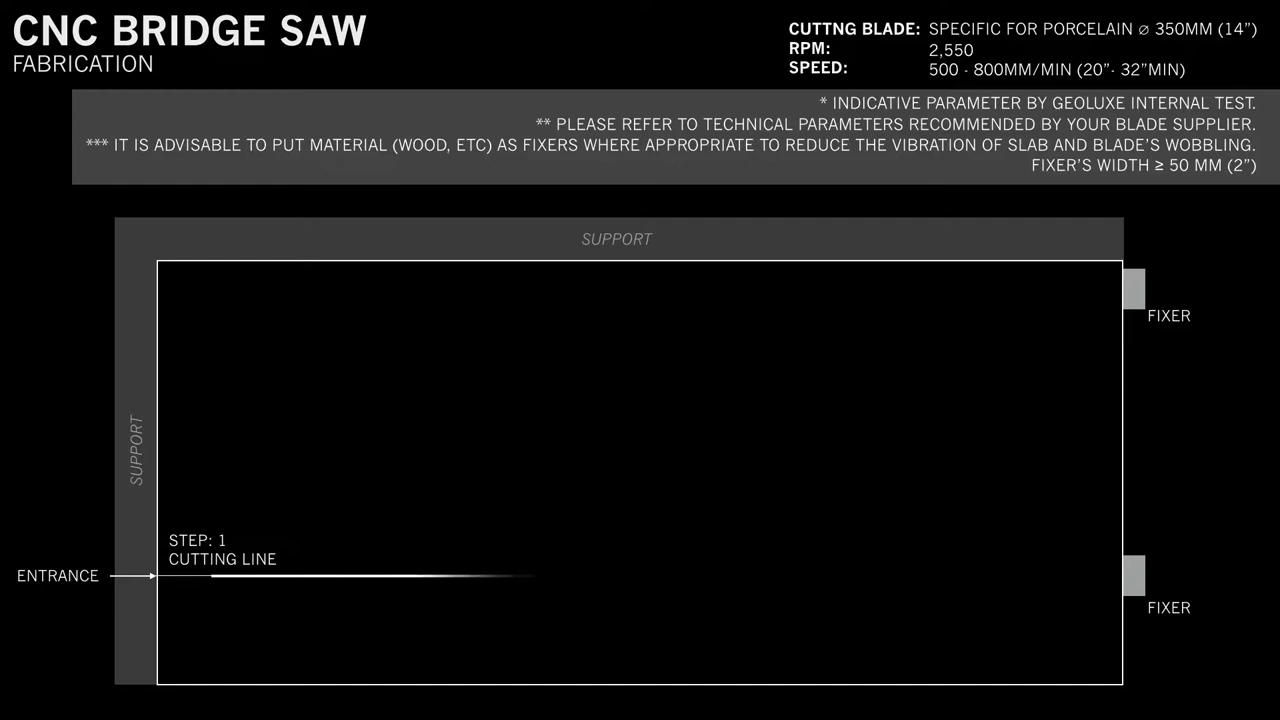 CNC BRIDGE SAW
FABRICATION
CUTTNG BLADE: SPECIFIC FOR PORCELAIN ⌀ 350MM (14”)
RPM: 2,550
SPEED: 500 - 800MM/MIN (20”- 32”MIN)
* INDICATIVE PARAMETER BY GEOLUXE INTERNAL TEST.
** PLEASE REFER TO TECHNICAL PARAMETERS RECOMMENDED BY YOUR BLADE SUPPLIER.
*** IT IS ADVISABLE TO PUT MATERIAL (WOOD, ETC) AS FIXERS WHERE APPROPRIATE TO REDUCE THE VIBRATION OF SLAB AND BLADE’S WOBBLING.
FIXER’S WIDTH ≥ 50 MM (2”)
SUPPORT
FIXER
SUPPORT
STEP: 1
CUTTING LINE
ENTRANCE
FIXER